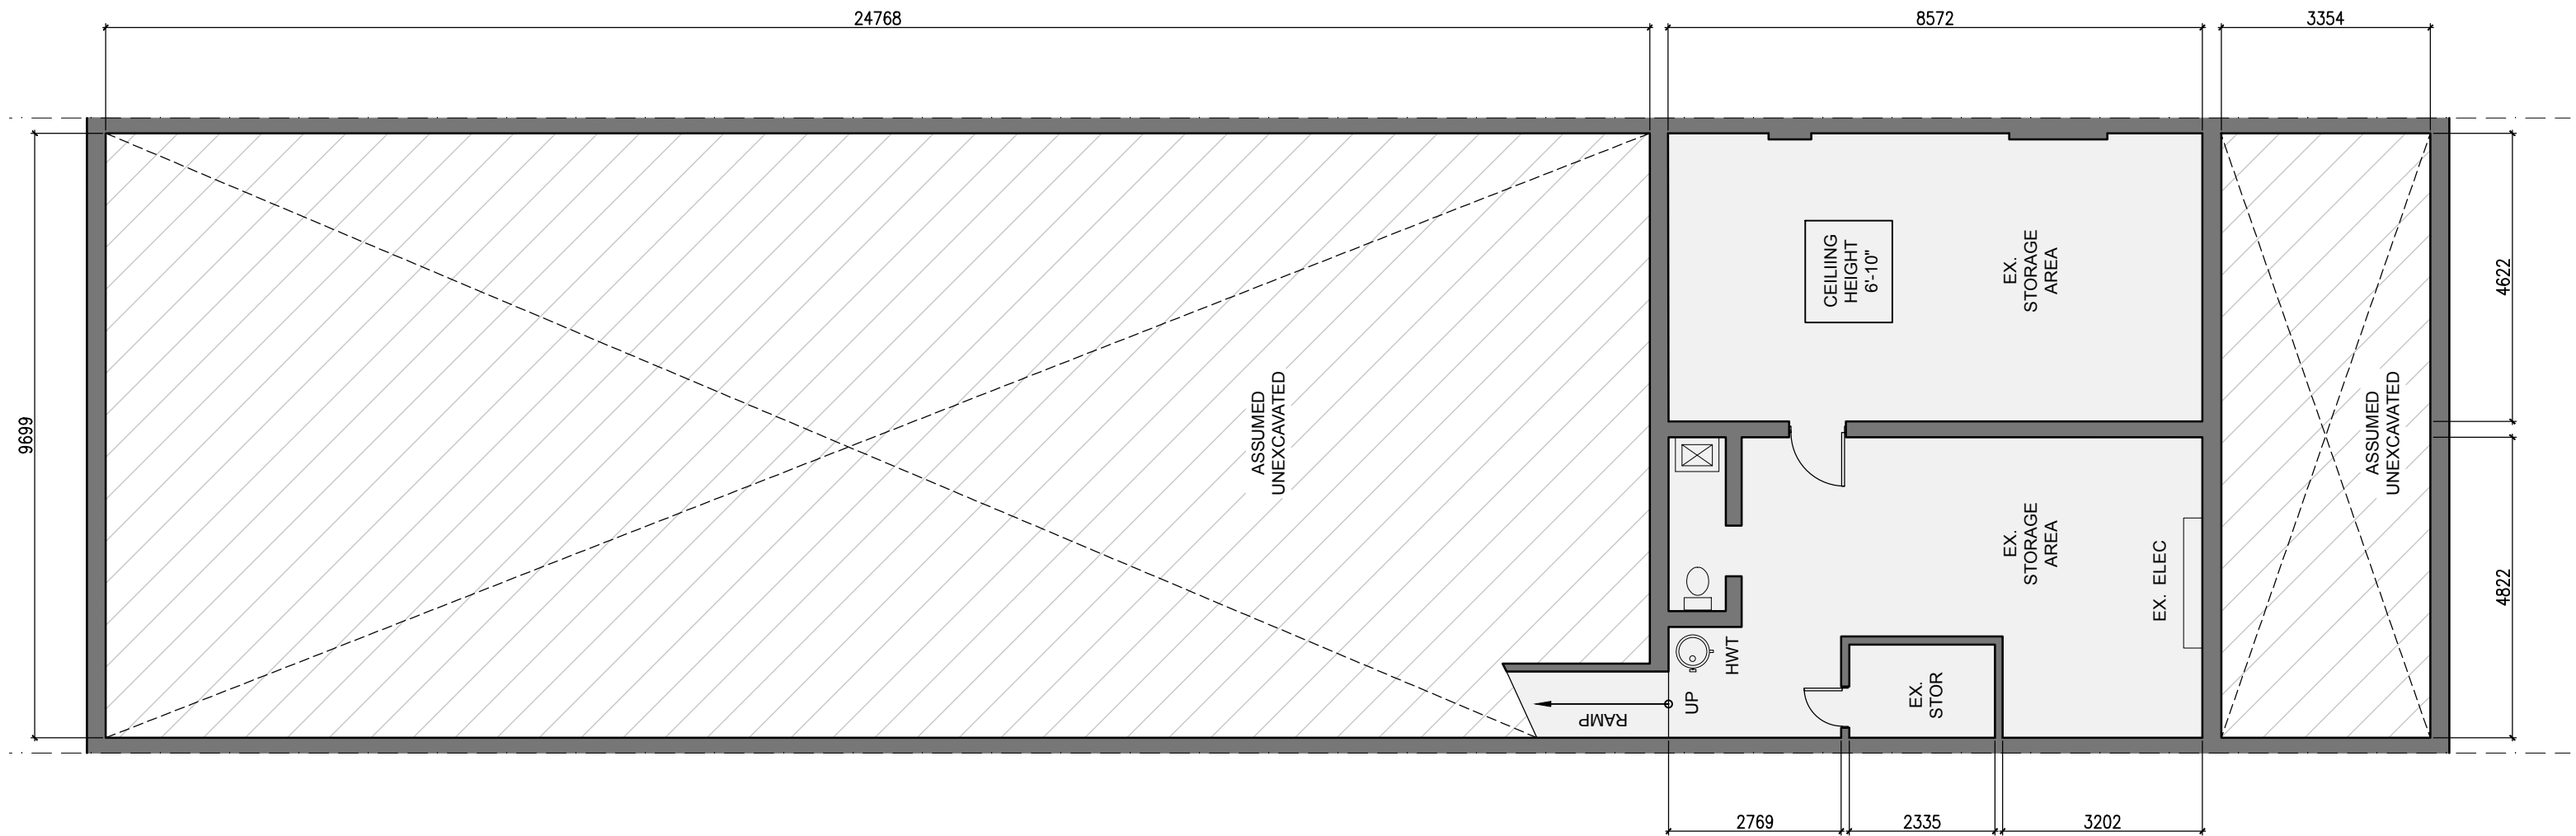 24768
8572
3354
9699
4622
4822
ASSUMED
UNEXCAVATED
CEILIING
HEIGHT
6'-10"
EX.
STORAGE
AREA
ASSUMED
UNEXCAVATED
EX.
STORAGE
AREA
EX. ELEC
HWT
UP
RAMP
EX.
STOR
2769
2335
3202